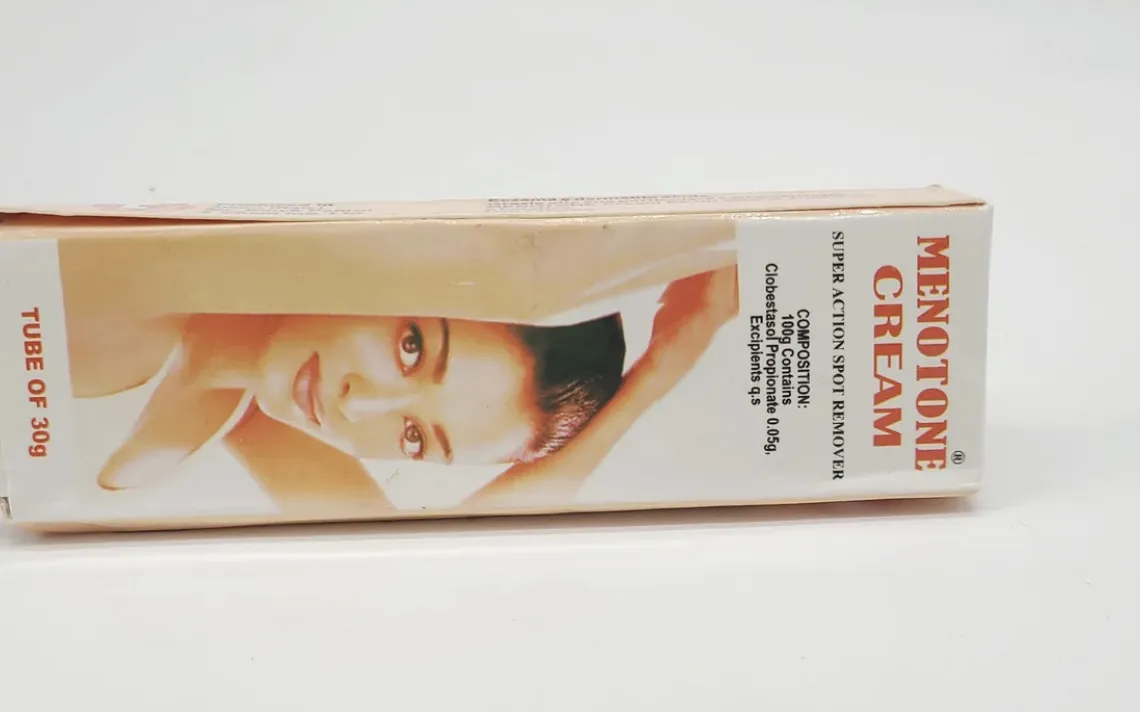 MENOTONE®
CREAM
SUPER ACTION SPOT REMOVER
COMPOSITION:
100g Contains
Clobestasol Propionate 0.05g,
Excipients q.s
TUBE OF 30g